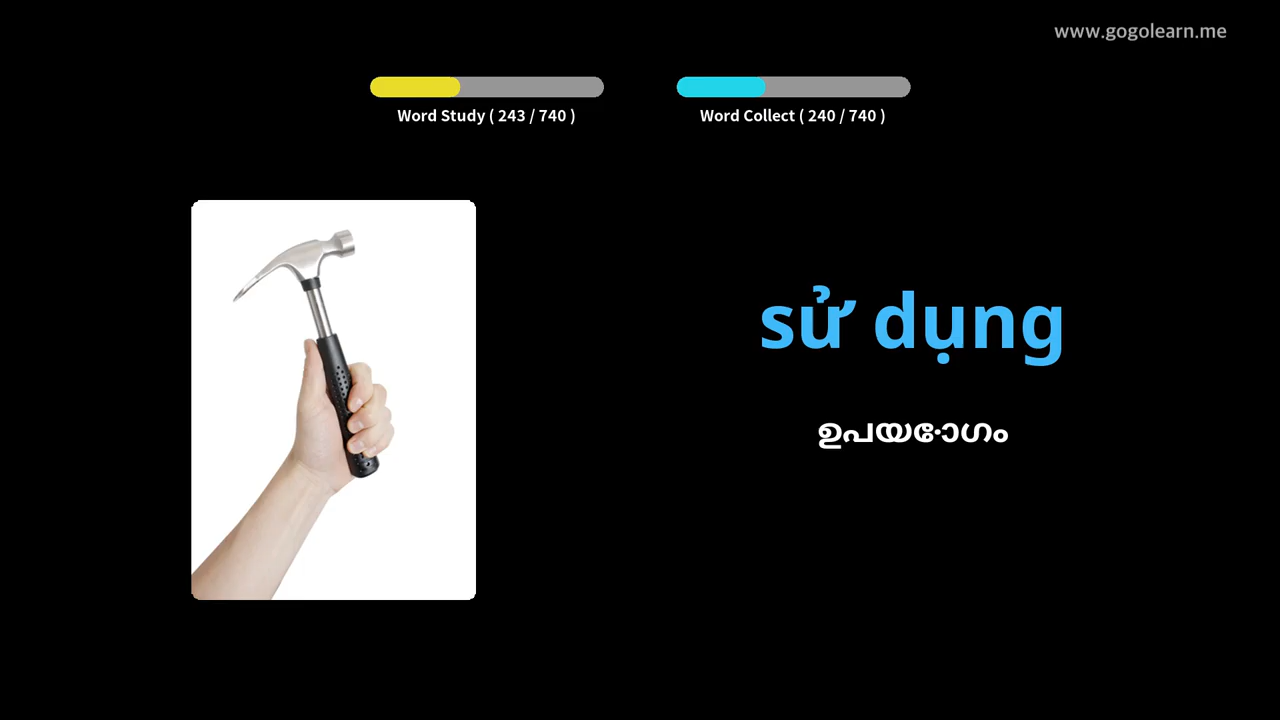 www.gogolearn.me
Word Study ( 243 / 740 )
Word Collect ( 240 / 740 )
sử dụng
ഉപയോഗം